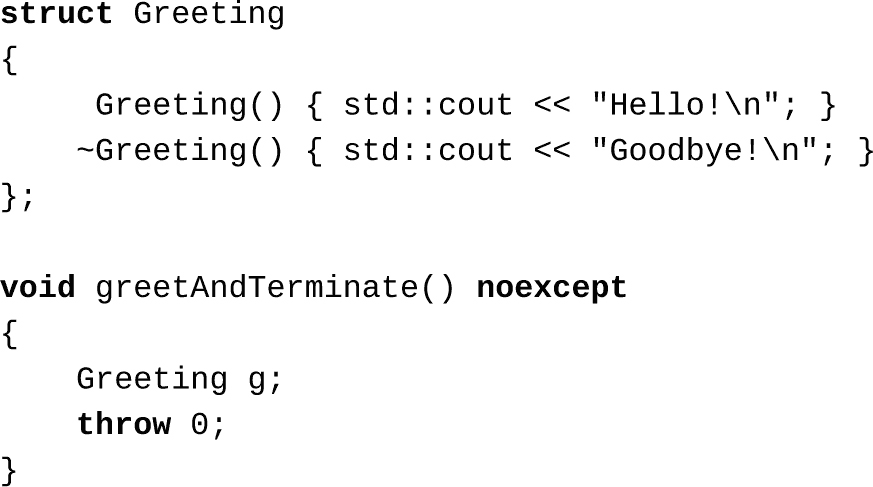 struct Greeting
{
     Greeting() { std::cout << "Hello!\n"; }
    ~Greeting() { std::cout << "Goodbye!\n"; }
};

void greetAndTerminate() noexcept
{
    Greeting g;
    throw 0;
}